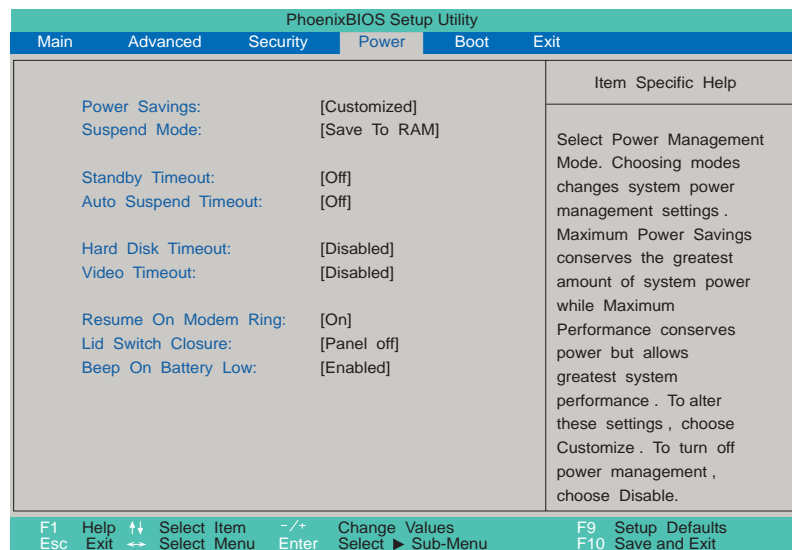 PhoenixBIOS Setup Utility
Main Advanced Security Power Boot Exit
Power Savings: [Customized]
Suspend Mode: [Save To RAM]
Standby Timeout: [Off]
Auto Suspend Timeout: [Off]
Hard Disk Timeout: [Disabled]
Video Timeout: [Disabled]
Resume On Modem Ring: [On]
Lid Switch Closure: [Panel off]
Beep On Battery Low: [Enabled]
Item Specific Help
Select Power Management
Mode. Choosing modes
changes system power
management settings .
Maximum Power Savings
conserves the greatest
amount of system power
while Maximum
Performance conserves
power but allows
greatest system
performance . To alter
these settings , choose
Customize . To turn off
power management ,
choose Disable.
F1 Help ↑↓ Select Item -/+ Change Values F9 Setup Defaults
Esc Exit ↔ Select Menu Enter Select ► Sub-Menu F10 Save and Exit